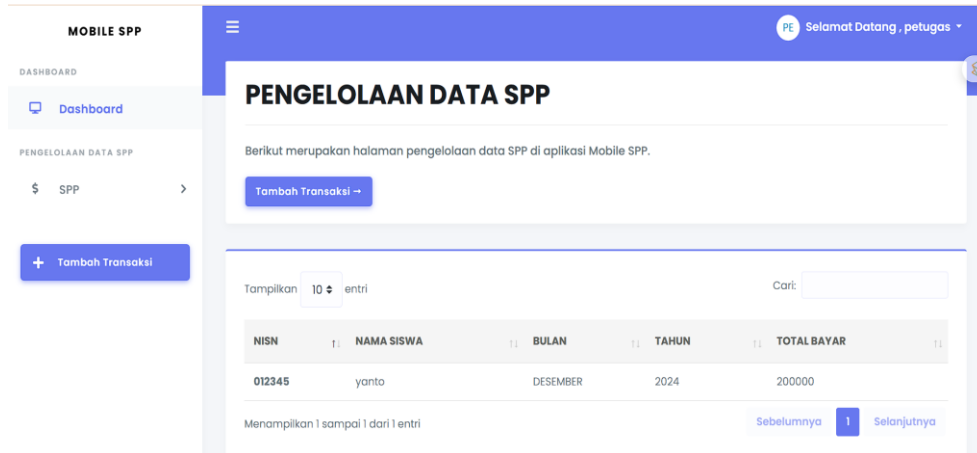 MOBILE SPP
PE Selamat Datang , petugas
DASHBOARD
Dashboard
PENGELOLAAN DATA SPP
$ SPP
+ Tambah Transaksi
PENGELOLAAN DATA SPP
Berikut merupakan halaman pengelolaan data SPP di aplikasi Mobile SPP.
Tambah Transaksi →
Tampilkan 10 entri
Cari:
NISN NAMA SISWA BULAN TAHUN TOTAL BAYAR
012345 yanto DESEMBER 2024 200000
Menampilkan 1 sampai 1 dari 1 entri
Sebelumnya 1 Selanjutnya